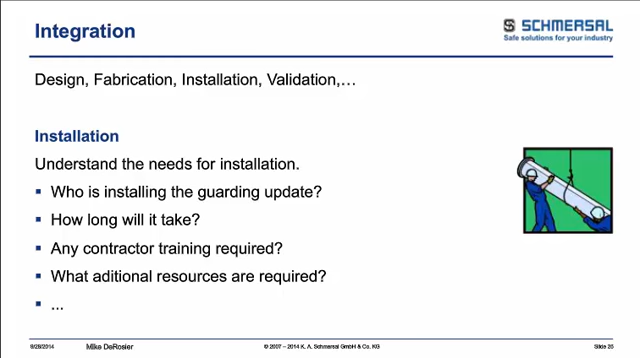 Integration
SCHMERSAL
Safe solutions for your industry
Design, Fabrication, Installation, Validation,...
Installation
Understand the needs for installation.
▪ Who is installing the guarding update?
▪ How long will it take?
▪ Any contractor training required?
▪ What aditional resources are required?
▪ ...
8/28/2014 Mike DeRosier © 2007 – 2014 K. A. Schmersal GmbH & Co. KG Slide 25